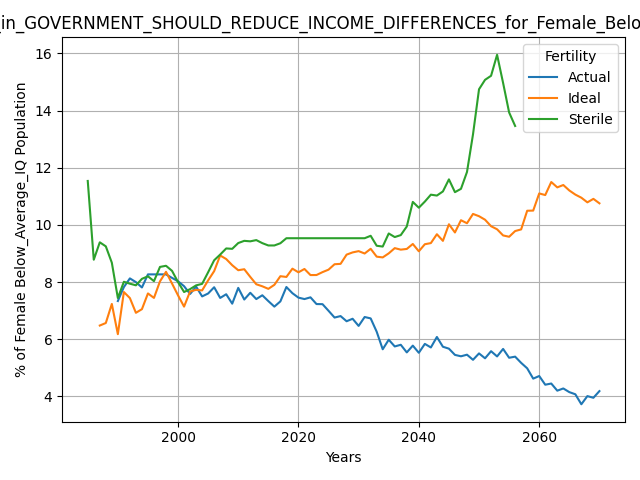 _in_GOVERNMENT_SHOULD_REDUCE_INCOME_DIFFERENCES_for_Female_Belo
% of Female Below_Average_IQ Population
16
14
12
10
8
6
4
Fertility
Actual
Ideal
Sterile
2000
2020
2040
2060
Years